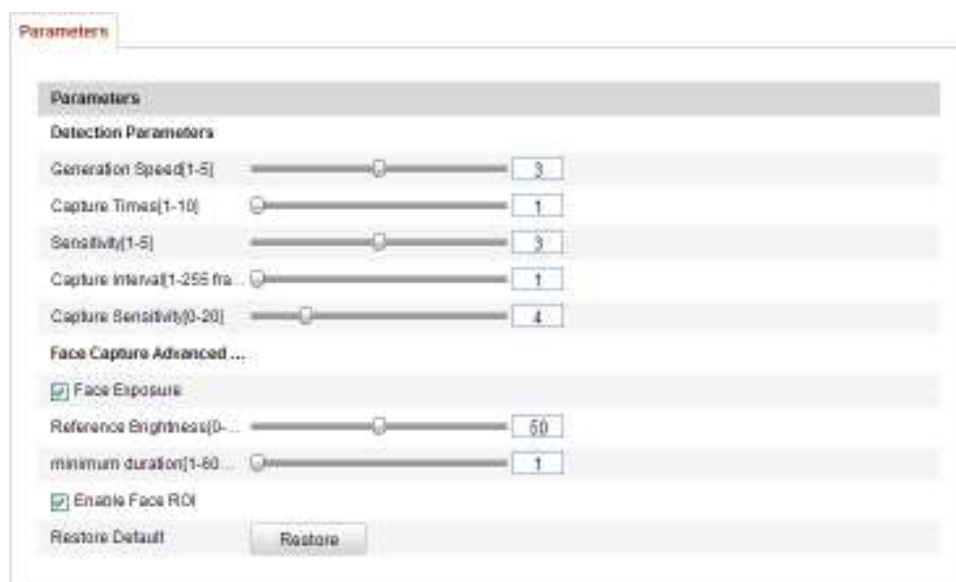 Parameters
Parameters
Detection Parameters
Generation Speed[1-5] 3
Capture Times[1-10] 1
Sensitivity[1-5] 3
Capture Interval[1-255 fra... 1
Capture Sensitivity[0-20] 4
Face Capture Advanced ...
Face Exposure
Reference Brightness[0-... 50
minimum duration[1-60... 1
Enable Face ROI
Restore Default Restore